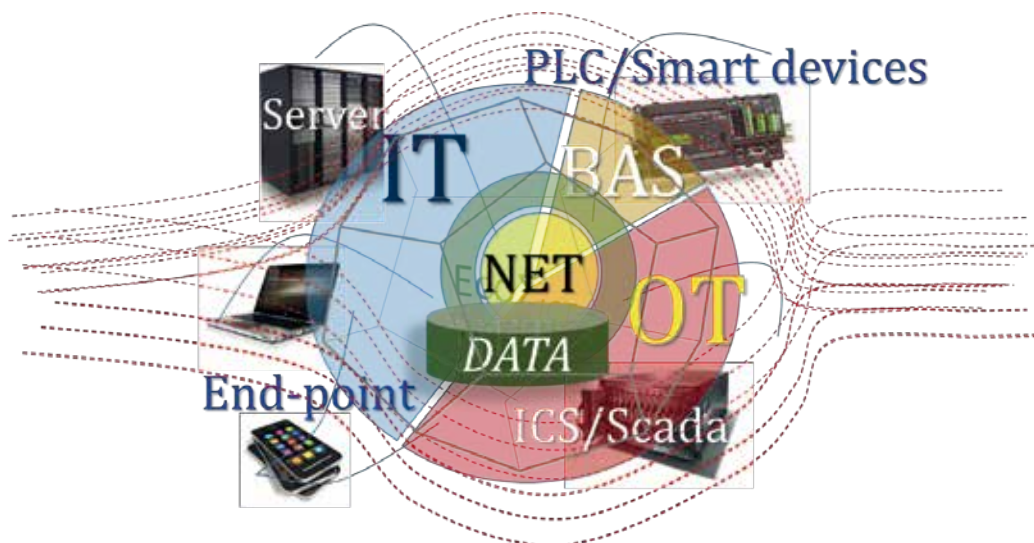 PLC/Smart devices
Server
IT
BAS
NET
OT
DATA
End-point
ICS/Scada